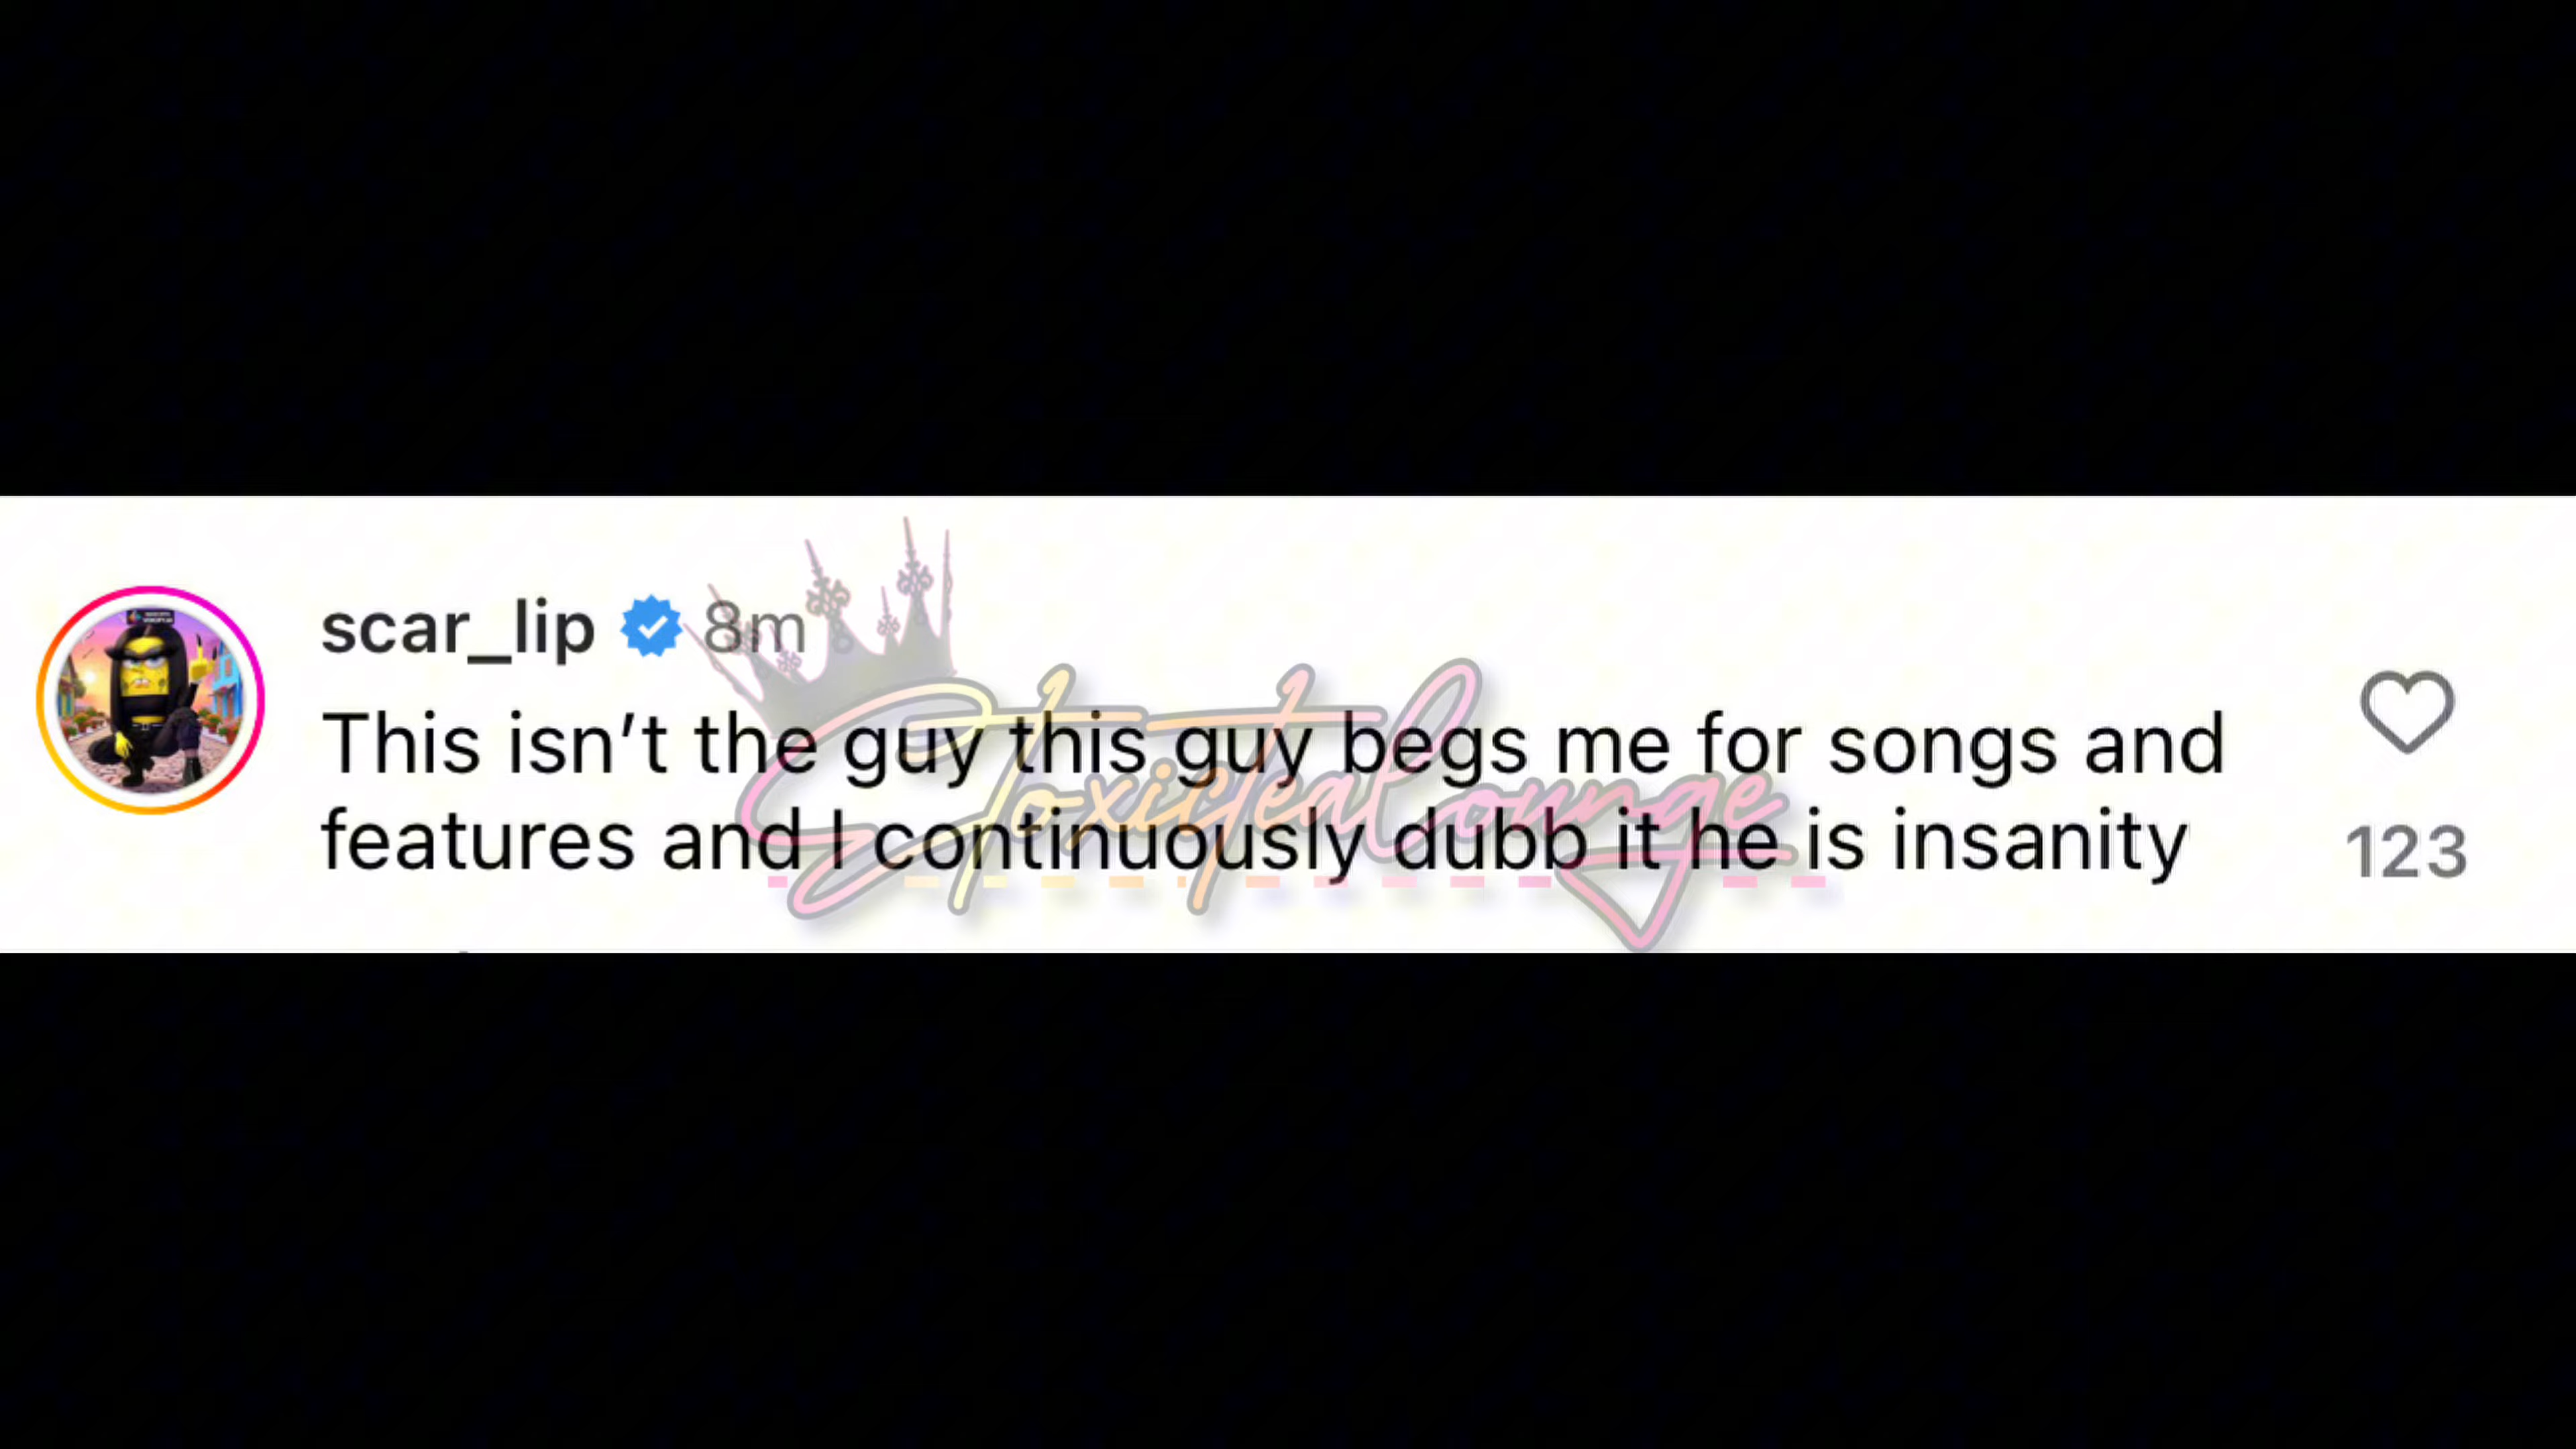 scar_lip 8m
This isn’t the guy this guy begs me for songs and
features and I continuously dubb it he is insanity
123
ToxicTeaLounge